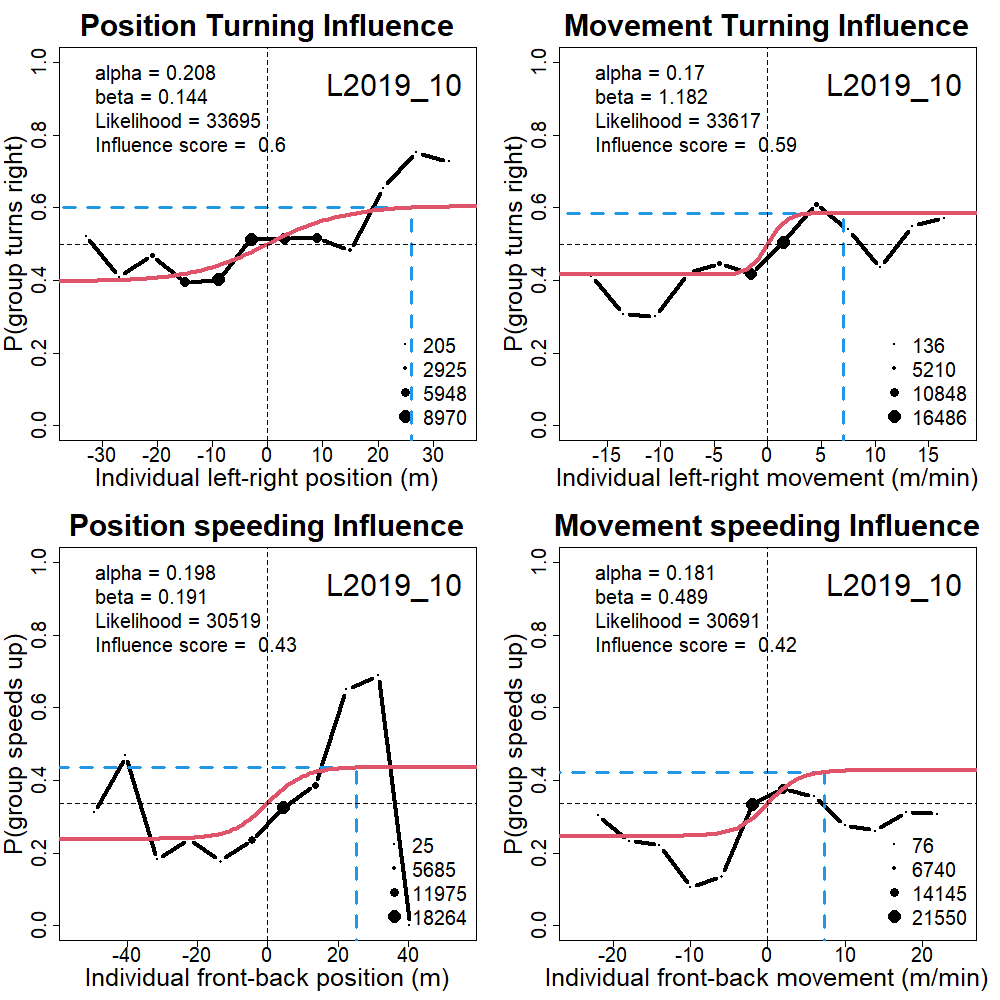 Position Turning Influence
alpha = 0.208
beta = 0.144
Likelihood = 33695
Influence score =  0.6
L2019_10
P(group turns right)
0.0
0.2
0.4
0.6
0.8
1.0
205
2925
5948
8970
-30
-20
-10
0
10
20
30
Individual left-right position (m)
Movement Turning Influence
alpha = 0.17
beta = 1.182
Likelihood = 33617
Influence score =  0.59
L2019_10
P(group turns right)
0.0
0.2
0.4
0.6
0.8
1.0
136
5210
10848
16486
-15
-10
-5
0
5
10
15
Individual left-right movement (m/min)
Position speeding Influence
alpha = 0.198
beta = 0.191
Likelihood = 30519
Influence score =  0.43
L2019_10
P(group speeds up)
0.0
0.2
0.4
0.6
0.8
1.0
25
5685
11975
18264
-40
-20
0
20
40
Individual front-back position (m)
Movement speeding Influence
alpha = 0.181
beta = 0.489
Likelihood = 30691
Influence score =  0.42
L2019_10
P(group speeds up)
0.0
0.2
0.4
0.6
0.8
1.0
76
6740
14145
21550
-20
-10
0
10
20
Individual front-back movement (m/min)